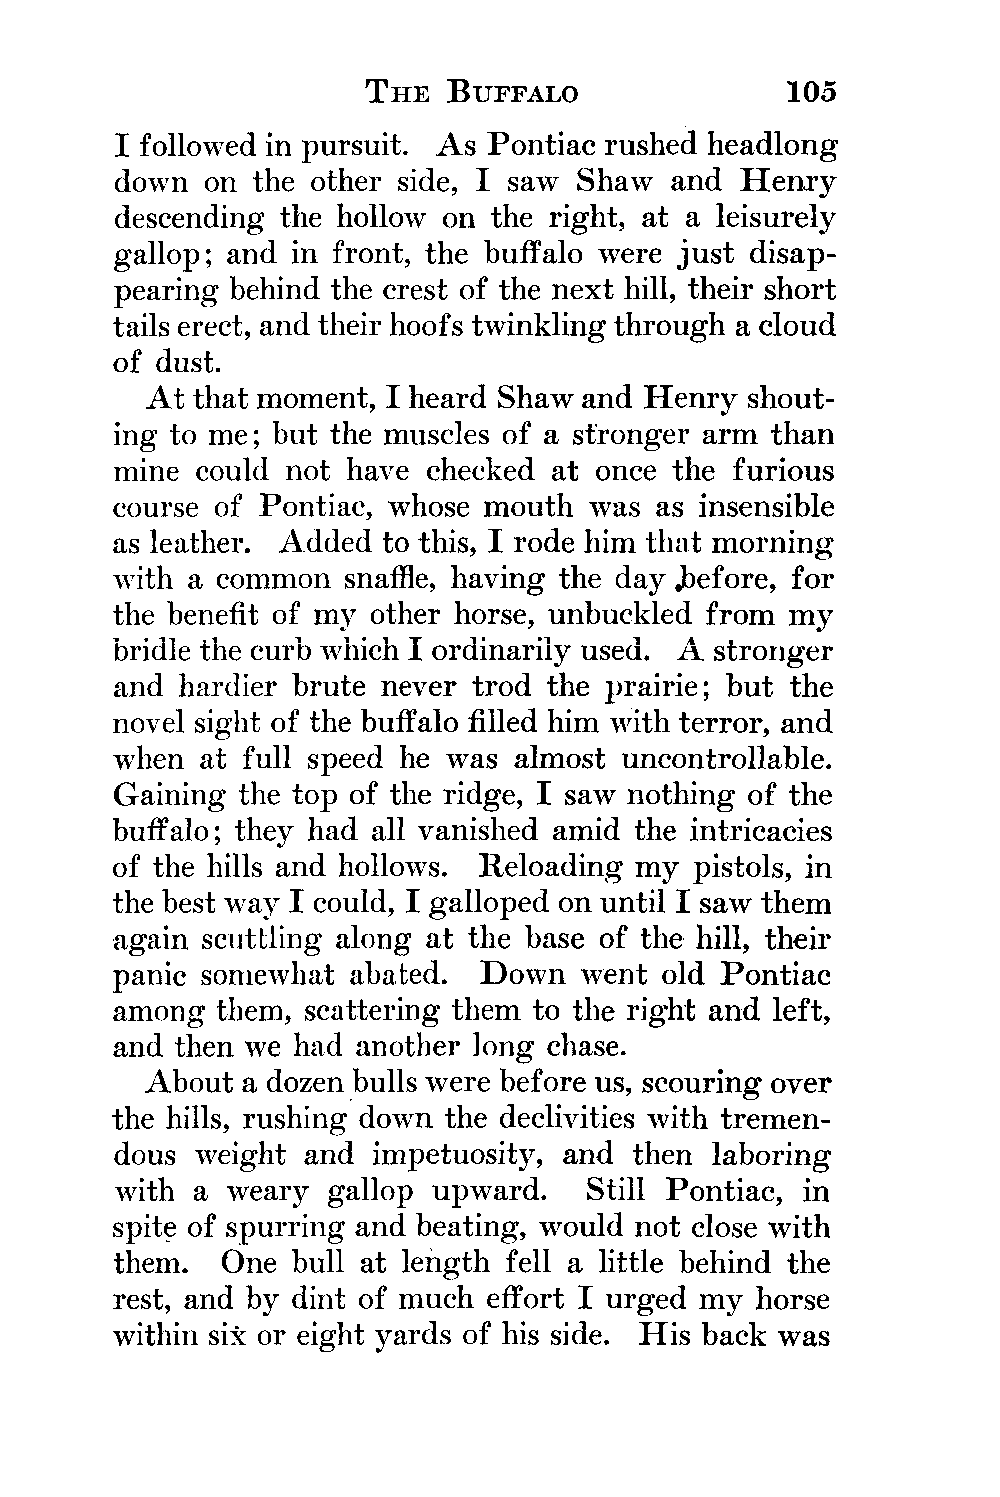 THE BUFFALO 105
I followed in pursuit. As Pontiac rushed headlong
down on the other side, I saw Shaw and Henry
descending the hollow on the right, at a leisurely
gallop; and in front, the buffalo were just disap-
pearing behind the crest of the next hill, their short
tails erect, and their hoofs twinkling through a cloud
of dust.
At that moment, I heard Shaw and Henry shout-
ing to me; but the muscles of a stronger arm than
mine could not have checked at once the furious
course of Pontiac, whose mouth was as insensible
as leather. Added to this, I rode him that morning
with a common snaffle, having the day before, for
the benefit of my other horse, unbuckled from my
bridle the curb which I ordinarily used. A stronger
and hardier brute never trod the prairie; but the
novel sight of the buffalo filled him with terror, and
when at full speed he was almost uncontrollable.
Gaining the top of the ridge, I saw nothing of the
buffalo; they had all vanished amid the intricacies
of the hills and hollows. Reloading my pistols, in
the best way I could, I galloped on until I saw them
again scuttling along at the base of the hill, their
panic somewhat abated. Down went old Pontiac
among them, scattering them to the right and left,
and then we had another long chase.
About a dozen bulls were before us, scouring over
the hills, rushing down the declivities with tremen-
dous weight and impetuosity, and then laboring
with a weary gallop upward. Still Pontiac, in
spite of spurring and beating, would not close with
them. One bull at length fell a little behind the
rest, and by dint of much effort I urged my horse
within six or eight yards of his side. His back was